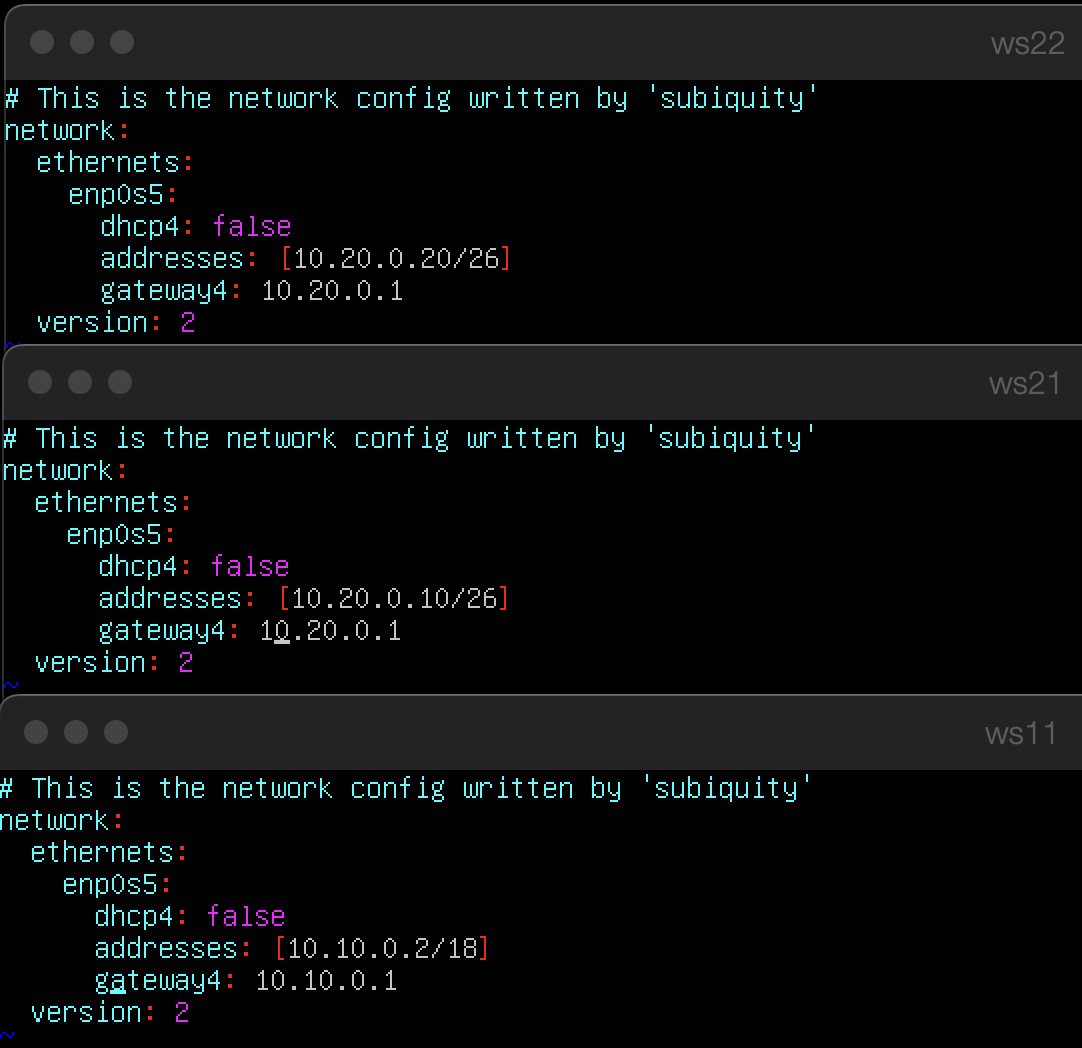 ws22
# This is the network config written by 'subiquity'
network:
  ethernets:
    enp0s5:
      dhcp4: false
      addresses: [10.20.0.20/26]
      gateway4: 10.20.0.1
  version: 2
~
ws21
# This is the network config written by 'subiquity'
network:
  ethernets:
    enp0s5:
      dhcp4: false
      addresses: [10.20.0.10/26]
      gateway4: 10.20.0.1
  version: 2
~
ws11
# This is the network config written by 'subiquity'
network:
  ethernets:
    enp0s5:
      dhcp4: false
      addresses: [10.10.0.2/18]
      gateway4: 10.10.0.1
  version: 2
~